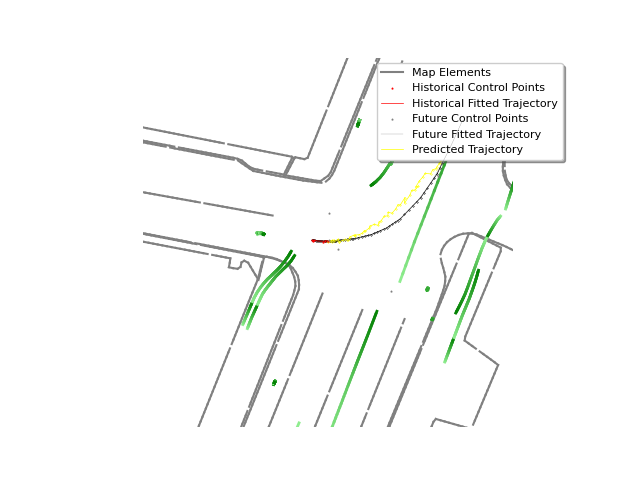 Map Elements
Historical Control Points
Historical Fitted Trajectory
Future Control Points
Future Fitted Trajectory
Predicted Trajectory